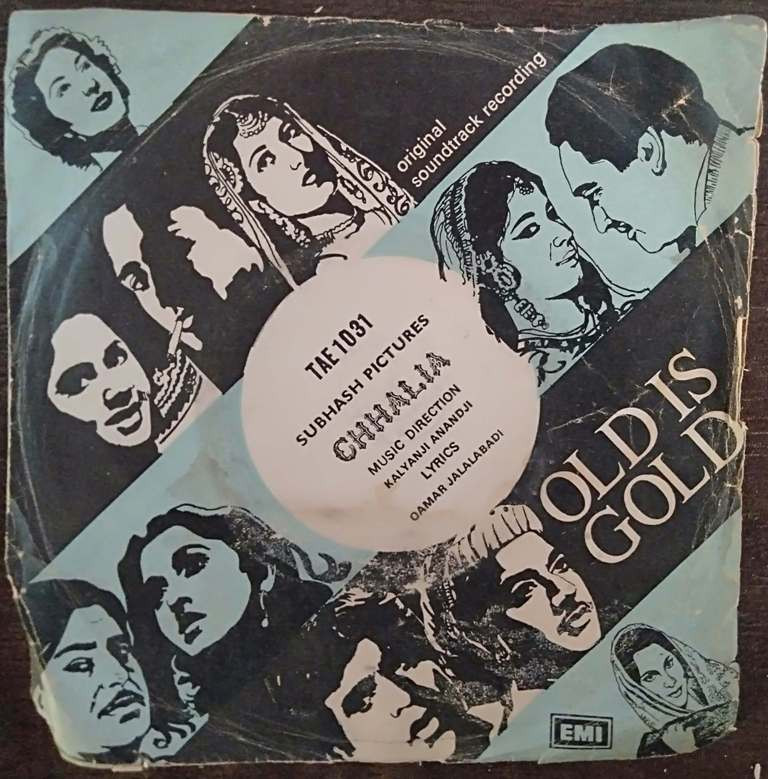 original
soundtrack recording
TAE 1031
SUBHASH PICTURES
CHHALIA
MUSIC DIRECTION
KALYANJI ANANDJI
LYRICS
QAMAR JALALABADI
OLD IS
GOLD
EMI